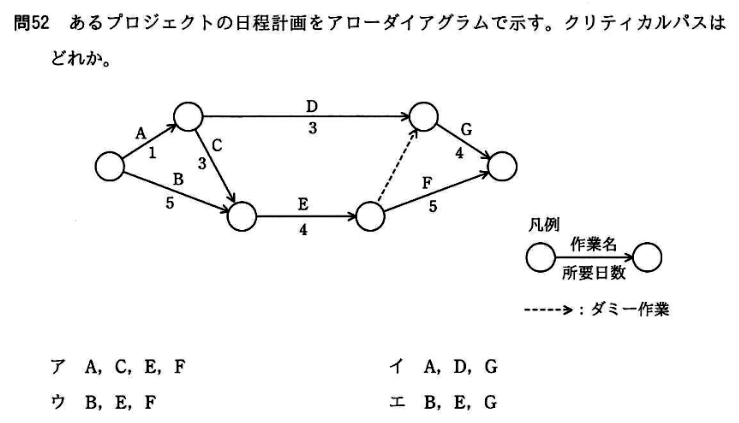 問52 あるプロジェクトの日程計画をアローダイアグラムで示す。クリティカルパスは
どれか。
D
3
A
1
C
3
G
4
B
5
E
4
F
5
凡例
作業名
所要日数
：ダミー作業
ア A，C，E，F
イ A，D，G
ウ B，E，F
エ B，E，G